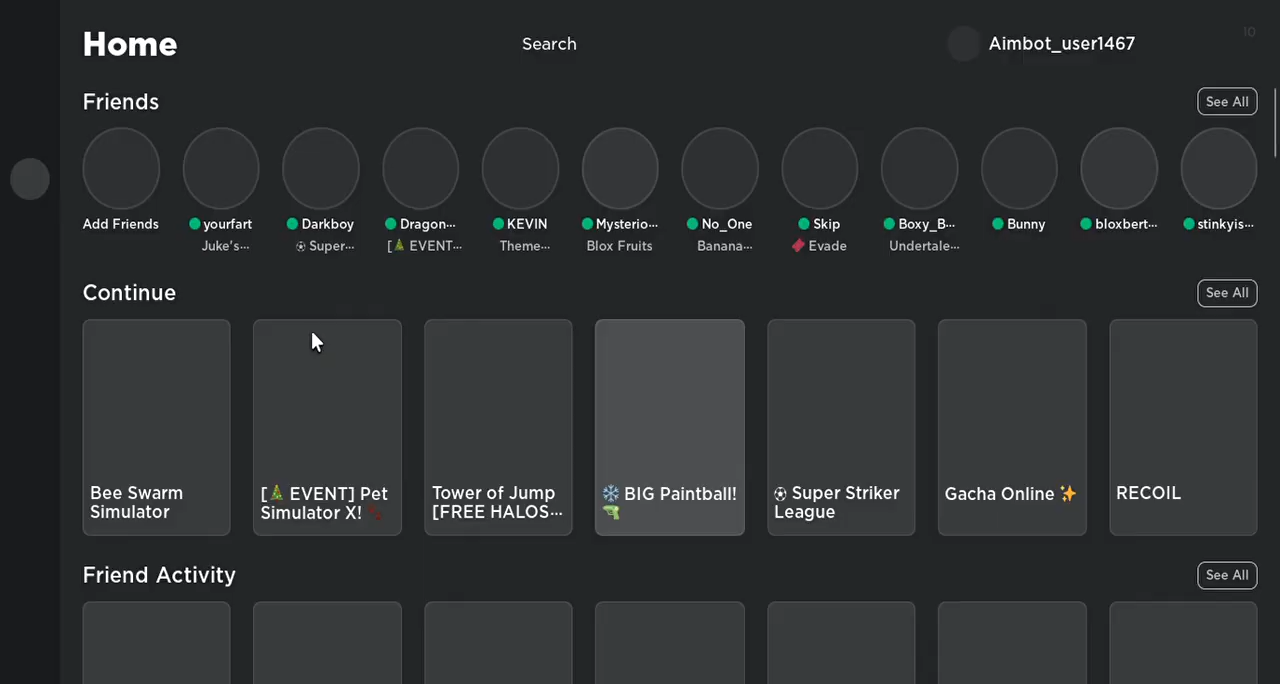 Home
Search
Aimbot_user1467
10
Friends
See All
Add Friends
yourfart
Darkboy
Dragon...
KEVIN
Mysterio...
No_One
Skip
Boxy_B...
Bunny
bloxbert...
stinkyis...
Juke's...
⚽ Super...
[🎄 EVENT...
Theme...
Blox Fruits
Banana...
Evade
Undertale...
Continue
See All
Bee Swarm
Simulator
[🎄 EVENT] Pet
Simulator X!
Tower of Jump
[FREE HALOS...
❄️ BIG Paintball!
🔫
⚽ Super Striker
League
Gacha Online ✨
RECOIL
Friend Activity
See All